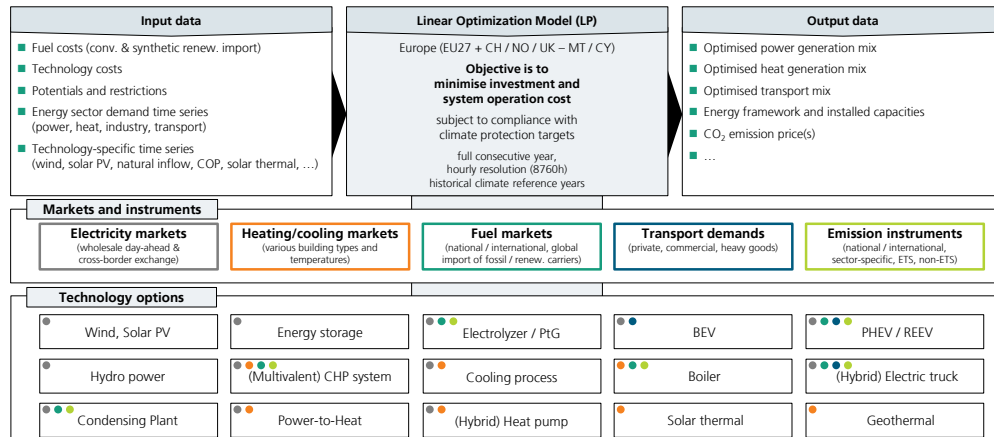 Input data
Fuel costs (conv. & synthetic renew. import)
Technology costs
Potentials and restrictions
Energy sector demand time series
(power, heat, industry, transport)
Technology-specific time series
(wind, solar PV, natural inflow, COP, solar thermal, …)
Linear Optimization Model (LP)
Europe (EU27 + CH / NO / UK – MT / CY)
Objective is to
minimise investment and
system operation cost
subject to compliance with
climate protection targets
full consecutive year,
hourly resolution (8760h)
historical climate reference years
Output data
Optimised power generation mix
Optimised heat generation mix
Optimised transport mix
Energy framework and installed capacities
CO2 emission price(s)
…
Markets and instruments
Electricity markets
(wholesale day-ahead &
cross-border exchange)
Heating/cooling markets
(various building types and
temperatures)
Fuel markets
(national / international, global
import of fossil / renew. carriers)
Transport demands
(private, commercial, heavy goods)
Emission instruments
(national / international,
sector-specific, ETS, non-ETS)
Technology options
Wind, Solar PV
Energy storage
Electrolyzer / PtG
BEV
PHEV / REEV
Hydro power
(Multivalent) CHP system
Cooling process
Boiler
(Hybrid) Electric truck
Condensing Plant
Power-to-Heat
(Hybrid) Heat pump
Solar thermal
Geothermal